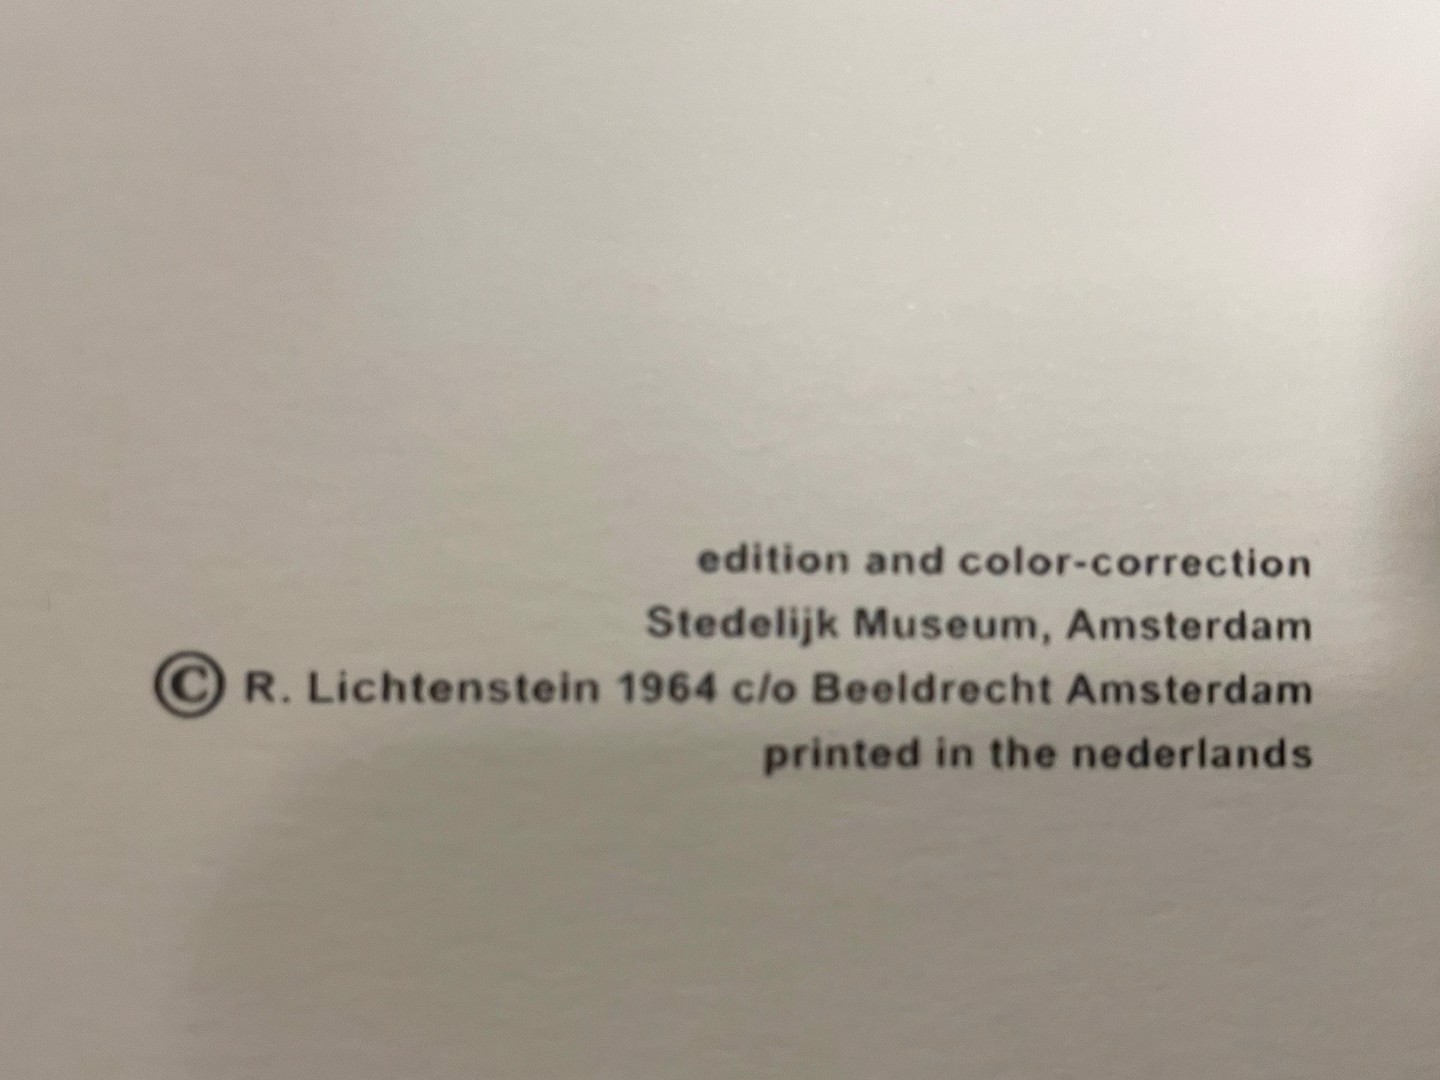 edition and color-correction
Stedelijk Museum, Amsterdam
© R. Lichtenstein 1964 c/o Beeldrecht Amsterdam
printed in the nederlands